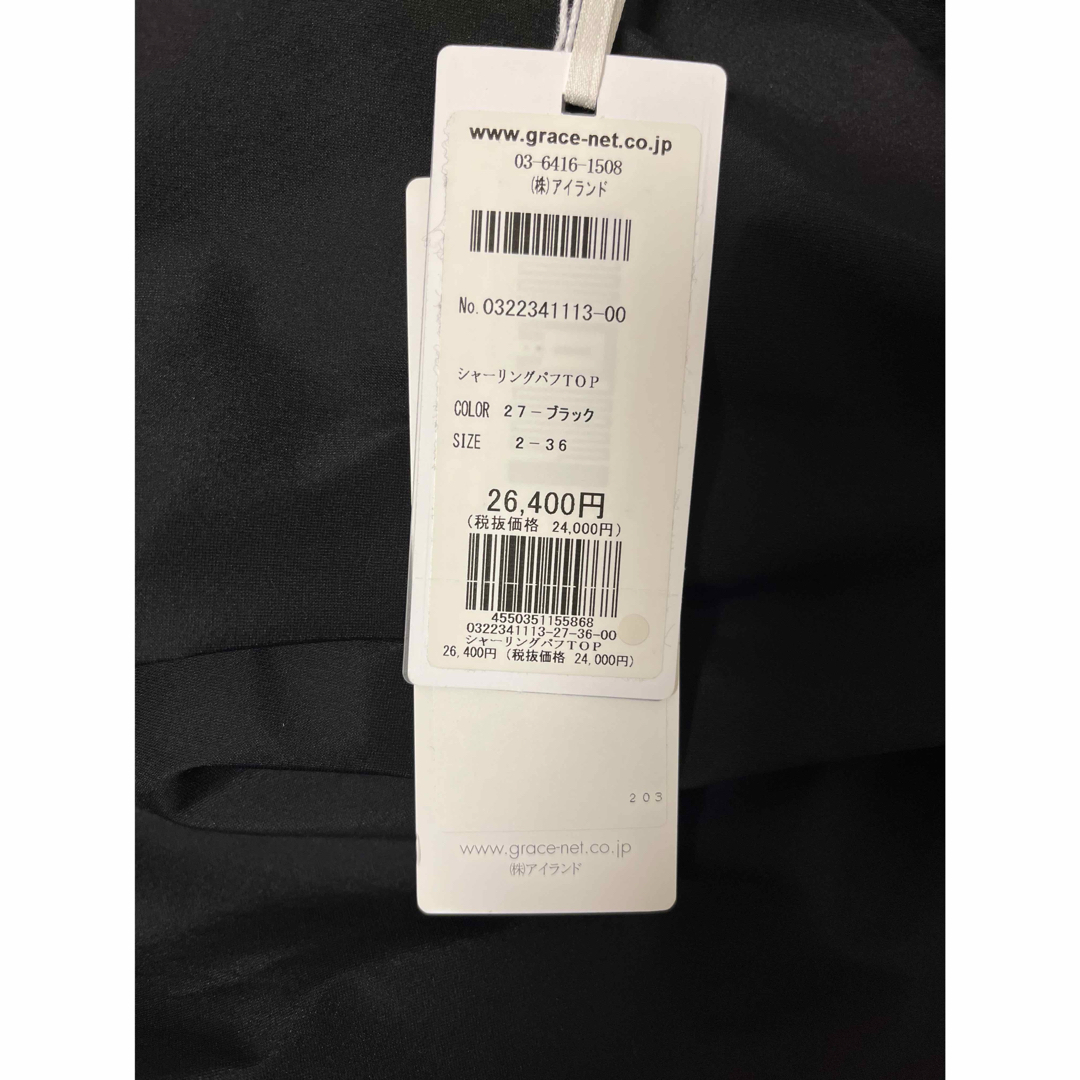 www.grace-net.co.jp
03-6416-1508
(株)アイランド
No. 0322341113-00
シャーリングパフTOP
COLOR 27-ブラック
SIZE 2-36
26,400円
(税抜価格 24,000円)
4550351155868
0322341113-27-36-00
シャーリングパフTOP
26,400円 (税抜価格 24,000円)
203
www.grace-net.co.jp
(株)アイランド